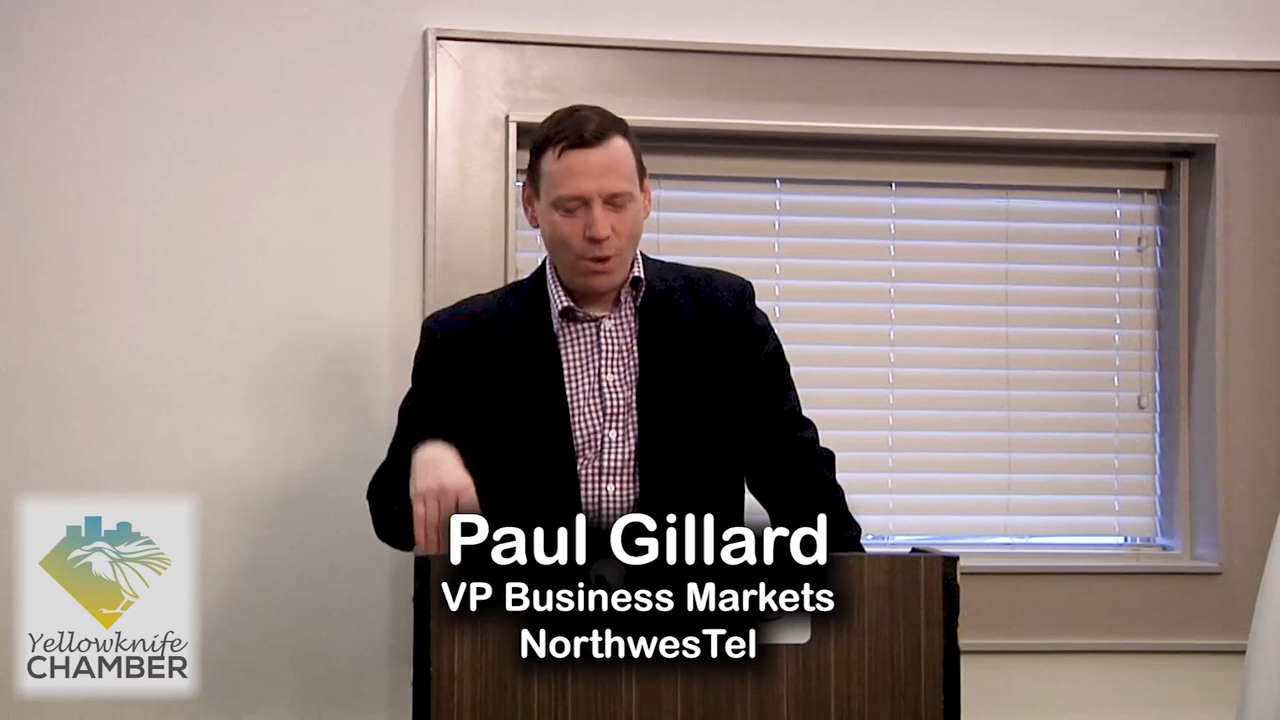 Paul Gillard
VP Business Markets
NorthwesTel
Yellowknife
CHAMBER